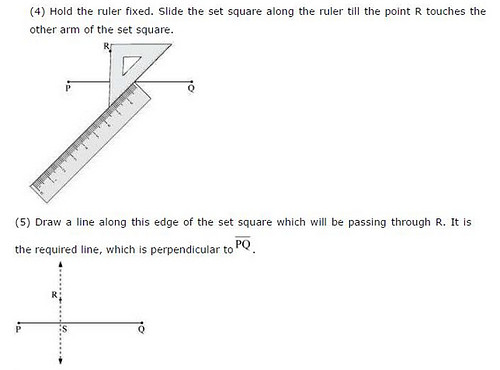 (4) Hold the ruler fixed. Slide the set square along the ruler till the point R touches the
other arm of the set square.
R
P
Q
(5) Draw a line along this edge of the set square which will be passing through R. It is
the required line, which is perpendicular to PQ .
R
P
S
Q